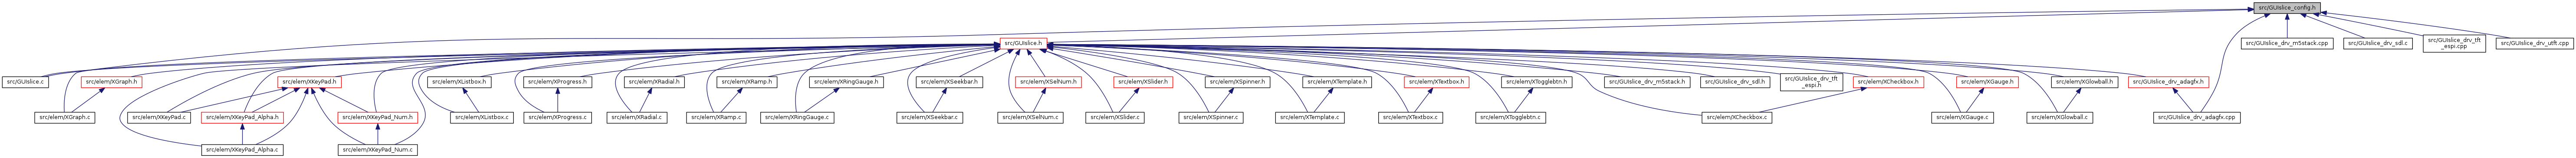 src/GUIslice_config.h
src/GUIslice.h
src/GUIslice_drv_m5stack.cpp
src/GUIslice_drv_sdl.c
src/GUIslice_drv_tft
_espi.cpp
src/GUIslice_drv_utft.cpp
src/GUIslice.c
src/elem/XGraph.h
src/elem/XKeyPad.h
src/elem/XListbox.h
src/elem/XProgress.h
src/elem/XRadial.h
src/elem/XRamp.h
src/elem/XRingGauge.h
src/elem/XSeekbar.h
src/elem/XSelNum.h
src/elem/XSlider.h
src/elem/XSpinner.h
src/elem/XTemplate.h
src/elem/XTextbox.h
src/elem/XTogglebtn.h
src/GUIslice_drv_m5stack.h
src/GUIslice_drv_sdl.h
src/GUIslice_drv_tft
_espi.h
src/elem/XCheckbox.h
src/elem/XGauge.h
src/elem/XGlowball.h
src/GUIslice_drv_adagfx.h
src/elem/XGraph.c
src/elem/XKeyPad.c
src/elem/XKeyPad_Alpha.h
src/elem/XKeyPad_Num.h
src/elem/XListbox.c
src/elem/XProgress.c
src/elem/XRadial.c
src/elem/XRamp.c
src/elem/XRingGauge.c
src/elem/XSeekbar.c
src/elem/XSelNum.c
src/elem/XSlider.c
src/elem/XSpinner.c
src/elem/XTemplate.c
src/elem/XTextbox.c
src/elem/XTogglebtn.c
src/elem/XCheckbox.c
src/elem/XGauge.c
src/elem/XGlowball.c
src/GUIslice_drv_adagfx.cpp
src/elem/XKeyPad_Alpha.c
src/elem/XKeyPad_Num.c